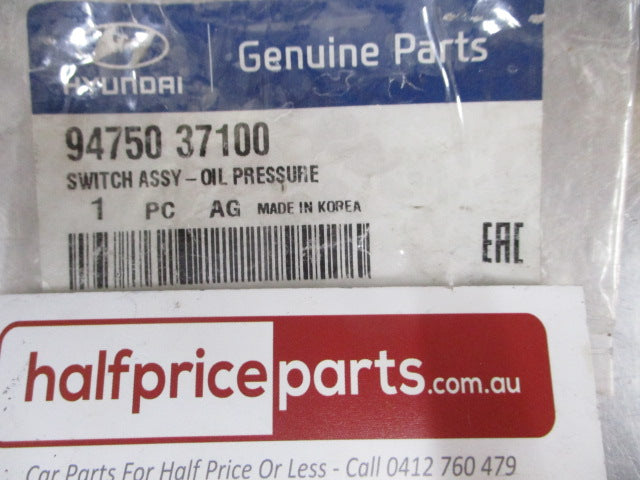 HYUNDAI
Genuine Parts
94750 37100
SWITCH ASSY-OIL PRESSURE
1 PC AG MADE IN KOREA
EAC
halfpriceparts.com.au
Car Parts For Half Price Or Less - Call 0412 760 479